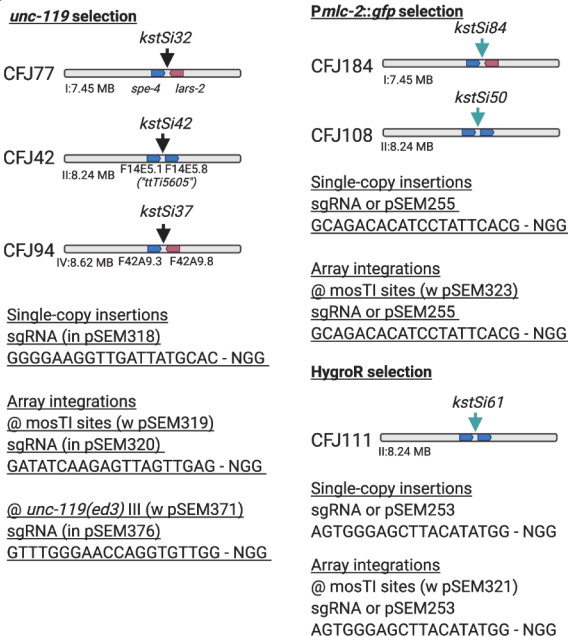 unc-119 selection
kstSi32
CFJ77
I:7.45 MB spe-4 lars-2
kstSi42
CFJ42
II:8.24 MB F14E5.1 F14E5.8
("ttTi5605")
kstSi37
CFJ94
IV:8.62 MB F42A9.3 F42A9.8
Single-copy insertions
sgRNA (in pSEM318)
GGGGAAGGTTGATTATGCAC - NGG
Array integrations
@ mosTI sites (w pSEM319)
sgRNA (in pSEM320)
GATATCAAGAGTTAGTTGAG - NGG
@ unc-119(ed3) III (w pSEM371)
sgRNA (in pSEM376)
GTTTGGGAACCAGGTGTTGG - NGG
Pmlc-2::gfp selection
kstSi84
CFJ184
I:7.45 MB
kstSi50
CFJ108
II:8.24 MB
Single-copy insertions
sgRNA or pSEM255
GCAGACACATCCTATTCACG - NGG
Array integrations
@ mosTI sites (w pSEM323)
sgRNA or pSEM255
GCAGACACATCCTATTCACG - NGG
HygroR selection
kstSi61
CFJ111
II:8.24 MB
Single-copy insertions
sgRNA or pSEM253
AGTGGGAGCTTACATATGG - NGG
Array integrations
@ mosTI sites (w pSEM321)
sgRNA or pSEM253
AGTGGGAGCTTACATATGG - NGG